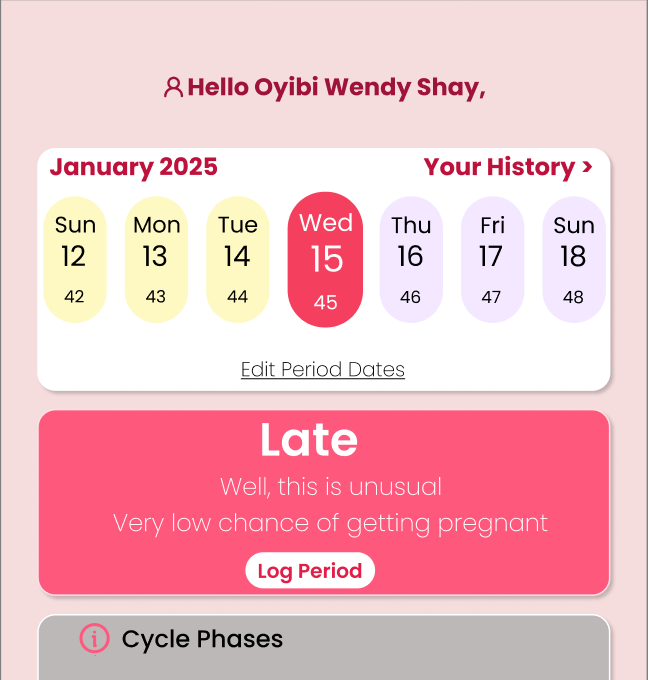 Hello Oyibi Wendy Shay,
January 2025 Your History >
Sun Mon Tue Wed Thu Fri Sun
12 13 14 15 16 17 18
42 43 44 45 46 47 48
Edit Period Dates
Late
Well, this is unusual
Very low chance of getting pregnant
Log Period
i Cycle Phases